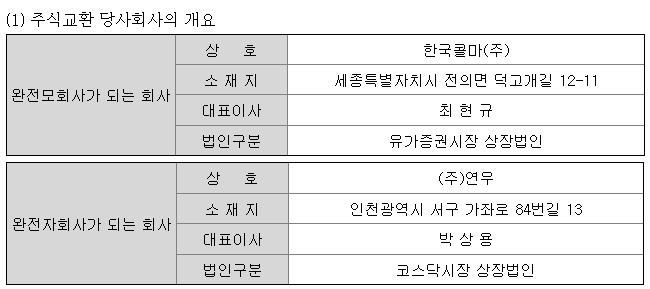 (1) 주식교환 당사회사의 개요
완전모회사가 되는 회사
상 호 한국콜마(주)
소 재 지 세종특별자치시 전의면 덕고개길 12-11
대표이사 최 현 규
법인구분 유가증권시장 상장법인
완전자회사가 되는 회사
상 호 (주)연우
소 재 지 인천광역시 서구 가좌로 84번길 13
대표이사 박 상 용
법인구분 코스닥시장 상장법인